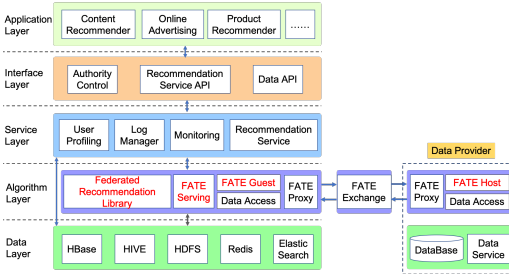 Application
Layer
Content
Recommender
Online
Advertising
Product
Recommender
......
Interface
Layer
Authority
Control
Recommendation
Service API
Data API
Service
Layer
User
Profiling
Log
Manager
Monitoring
Recommendation
Service
Data Provider
Algorithm
Layer
Federated
Recommendation
Library
FATE
Serving
FATE Guest
Data Access
FATE
Proxy
FATE
Exchange
FATE
Proxy
FATE Host
Data Access
Data
Layer
HBase
HIVE
HDFS
Redis
Elastic
Search
DataBase
Data
Service